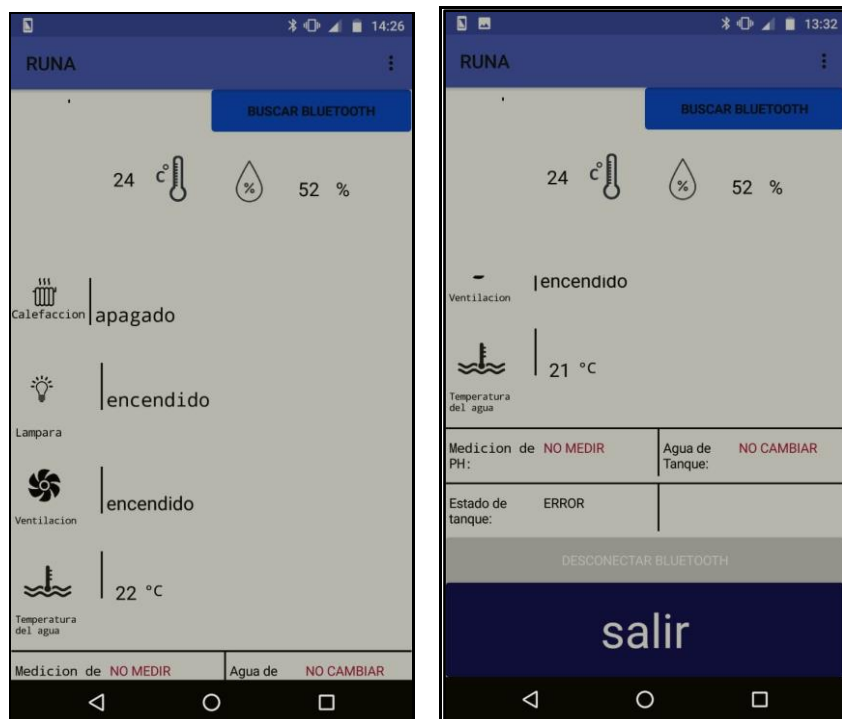 14:26
RUNA
BUSCAR BLUETOOTH
24 c°
% 52 %
Calefaccion apagado
encendido
Lampara
encendido
Ventilacion
22 °C
Temperatura
del agua
Medicion de NO MEDIR Agua de NO CAMBIAR
13:32
RUNA
BUSCAR BLUETOOTH
24 c°
% 52 %
encendido
Ventilacion
21 °C
Temperatura
del agua
Medicion de NO MEDIR Agua de NO CAMBIAR
PH: Tanque:
Estado de ERROR
tanque:
DESCONECTAR BLUETOOTH
salir